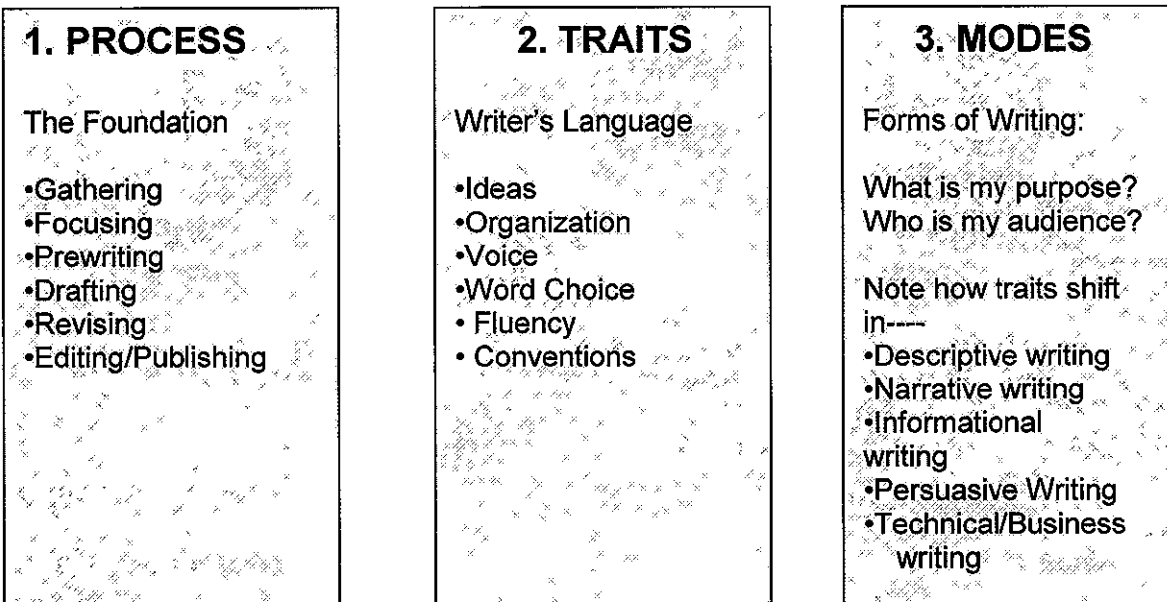 1. PROCESS
The Foundation
•Gathering
•Focusing
•Prewriting
•Drafting
•Revising
•Editing/Publishing
2. TRAITS
Writer's Language
•Ideas
•Organization
•Voice
•Word Choice
• Fluency
• Conventions
3. MODES
Forms of Writing:
What is my purpose?
Who is my audience?
Note how traits shift
in----
•Descriptive writing
•Narrative writing
•Informational
writing
•Persuasive Writing
•Technical/Business
writing